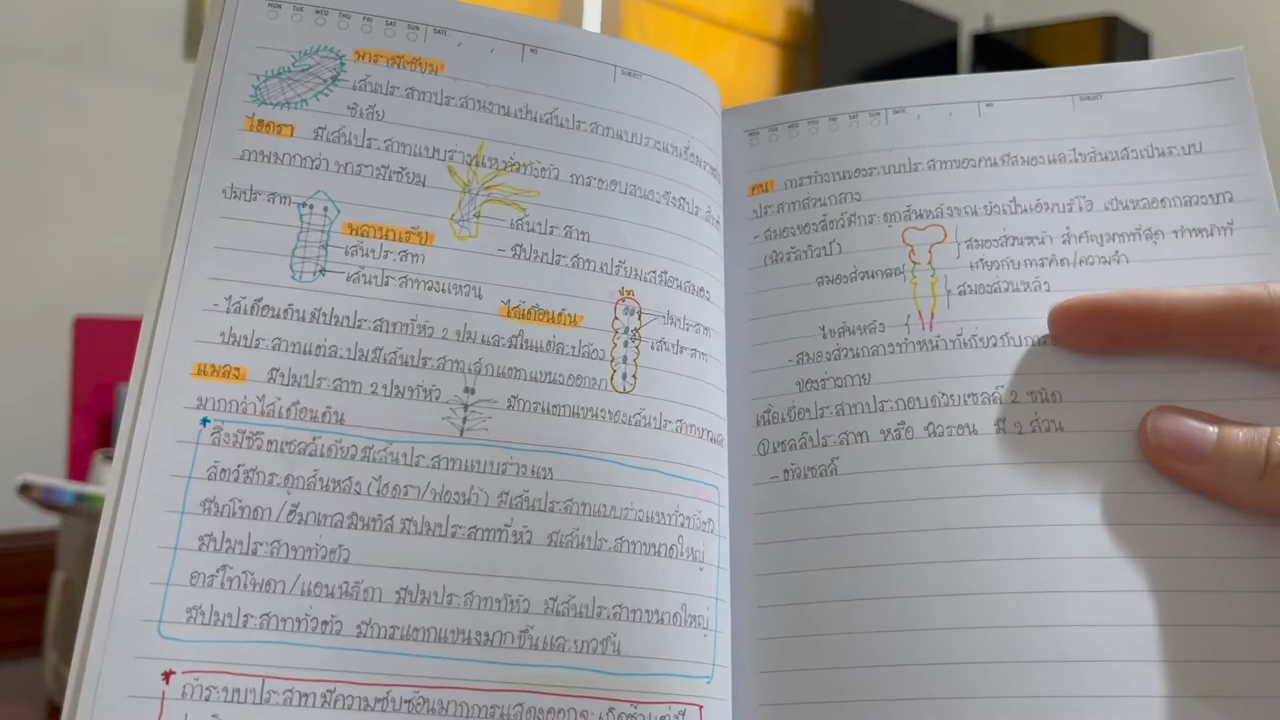 MON TUE WED THU FRI SAT SUN DATE NO. SUBJECT
พารามีเซียม
เส้นประสาทประสานงานเป็นเส้นประสาทแบบร่างแหเชื่อม
ซิเลีย
ไฮดรา มีเส้นประสาทแบบร่างแหทั่วทั้งตัว การตอบสนองจึงมีประสิทธิ
ภาพมากกว่าพารามีเซียม
ปมประสาท
เส้นประสาท
พลานาเรีย
- มีปมประสาทเปรียบเสมือนสมอง
เส้นประสาท
เส้นประสาทวงแหวน
ไส้เดือนดิน
ปมประสาท
เส้นประสาท
- ไส้เดือนดินมีปมประสาทที่หัว 2 ปม และมีในแต่ละปล้อง
ปมประสาทแต่ละปมมีเส้นประสาทเล็กแตกแขนงออกมา
แมลง มีปมประสาท 2 ปมที่หัว มีการแตกแขนงของเส้นประสาทยาวและ
มากกว่าไส้เดือนดิน
* สิ่งมีชีวิตเซลล์เดียวมีเส้นประสาทแบบร่างแห
สัตว์มีกระดูกสันหลัง (ไฮดรา/ฟองน้ำ) มีเส้นประสาทแบบร่างแหทั่วทั้งตัว
นีมาโทดา/ฮีมาเทลมินทิส มีปมประสาทที่หัว มีเส้นประสาทขนาดใหญ่
มีปมประสาททั่วตัว
อาร์โทโพดา/แอนนิลิดา มีปมประสาทที่หัว มีเส้นประสาทขนาดใหญ่
มีปมประสาททั่วตัว มีการแตกแขนงมากขึ้นและยาวขึ้น
* ถ้าระบบประสาทมีความซับซ้อนมากการแสดงออกจะเกิด
MON TUE WED THU FRI SAT SUN DATE NO. SUBJECT
คน การทำงานของระบบประสาทของคนมีสมองและไขสันหลังเป็นระบบ
ประสาทส่วนกลาง
- สมองของสัตว์มีกระดูกสันหลังขณะยังเป็นเอ็มบริโอ เป็นหลอดกลวงยาว
(นิวรัลทิวบ์)
สมองส่วนหน้า สำคัญมากที่สุด ทำหน้าที่
เกี่ยวกับการคิด/ความจำ
สมองส่วนกลาง
สมองส่วนหลัง
ไขสันหลัง
- สมองส่วนกลางทำหน้าที่เกี่ยวกับการ
ของร่างกาย
เนื้อเยื่อประสาทประกอบด้วยเซลล์ 2 ชนิด
① เซลล์ประสาท หรือ นิวรอน มี 2 ส่วน
- ตัวเซลล์